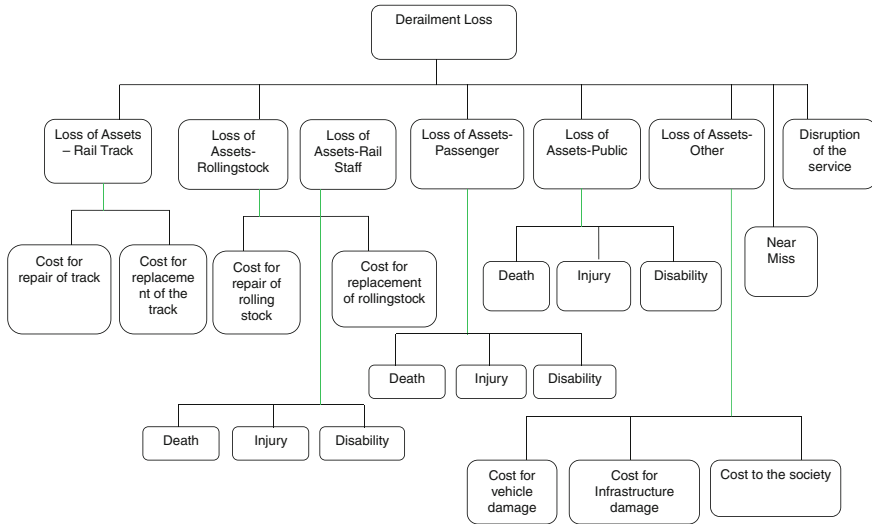 Derailment Loss
Loss of Assets
– Rail Track
Loss of
Assets-
Rollingstock
Loss of
Assets-Rail
Staff
Loss of Assets-
Passenger
Loss of
Assets-Public
Loss of Assets-
Other
Disruption
of the
service
Near
Miss
Cost for
repair of track
Cost for
replaceme
nt of the
track
Cost for
repair of
rolling
stock
Cost for
replacement
of rollingstock
Death
Injury
Disability
Death
Injury
Disability
Death
Injury
Disability
Cost for
vehicle
damage
Cost for
Infrastructure
damage
Cost to the society